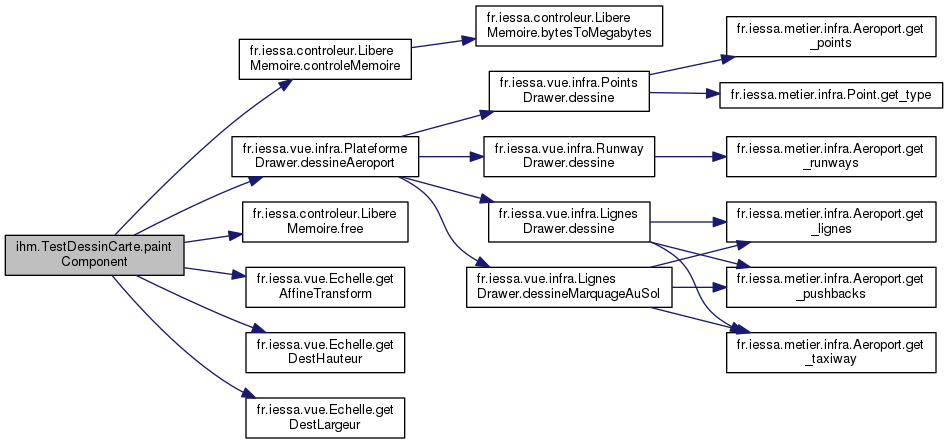 ihm.TestDessinCarte.paint
Component
fr.iessa.controleur.Libere
Memoire.controleMemoire
fr.iessa.vue.infra.Plateforme
Drawer.dessineAeroport
fr.iessa.controleur.Libere
Memoire.free
fr.iessa.vue.Echelle.get
AffineTransform
fr.iessa.vue.Echelle.get
DestHauteur
fr.iessa.vue.Echelle.get
DestLargeur
fr.iessa.controleur.Libere
Memoire.bytesToMegabytes
fr.iessa.vue.infra.Points
Drawer.dessine
fr.iessa.vue.infra.Runway
Drawer.dessine
fr.iessa.vue.infra.Lignes
Drawer.dessine
fr.iessa.vue.infra.Lignes
Drawer.dessineMarquageAuSol
fr.iessa.metier.infra.Aeroport.get
_points
fr.iessa.metier.infra.Point.get_type
fr.iessa.metier.infra.Aeroport.get
_runways
fr.iessa.metier.infra.Aeroport.get
_lignes
fr.iessa.metier.infra.Aeroport.get
_pushbacks
fr.iessa.metier.infra.Aeroport.get
_taxiway